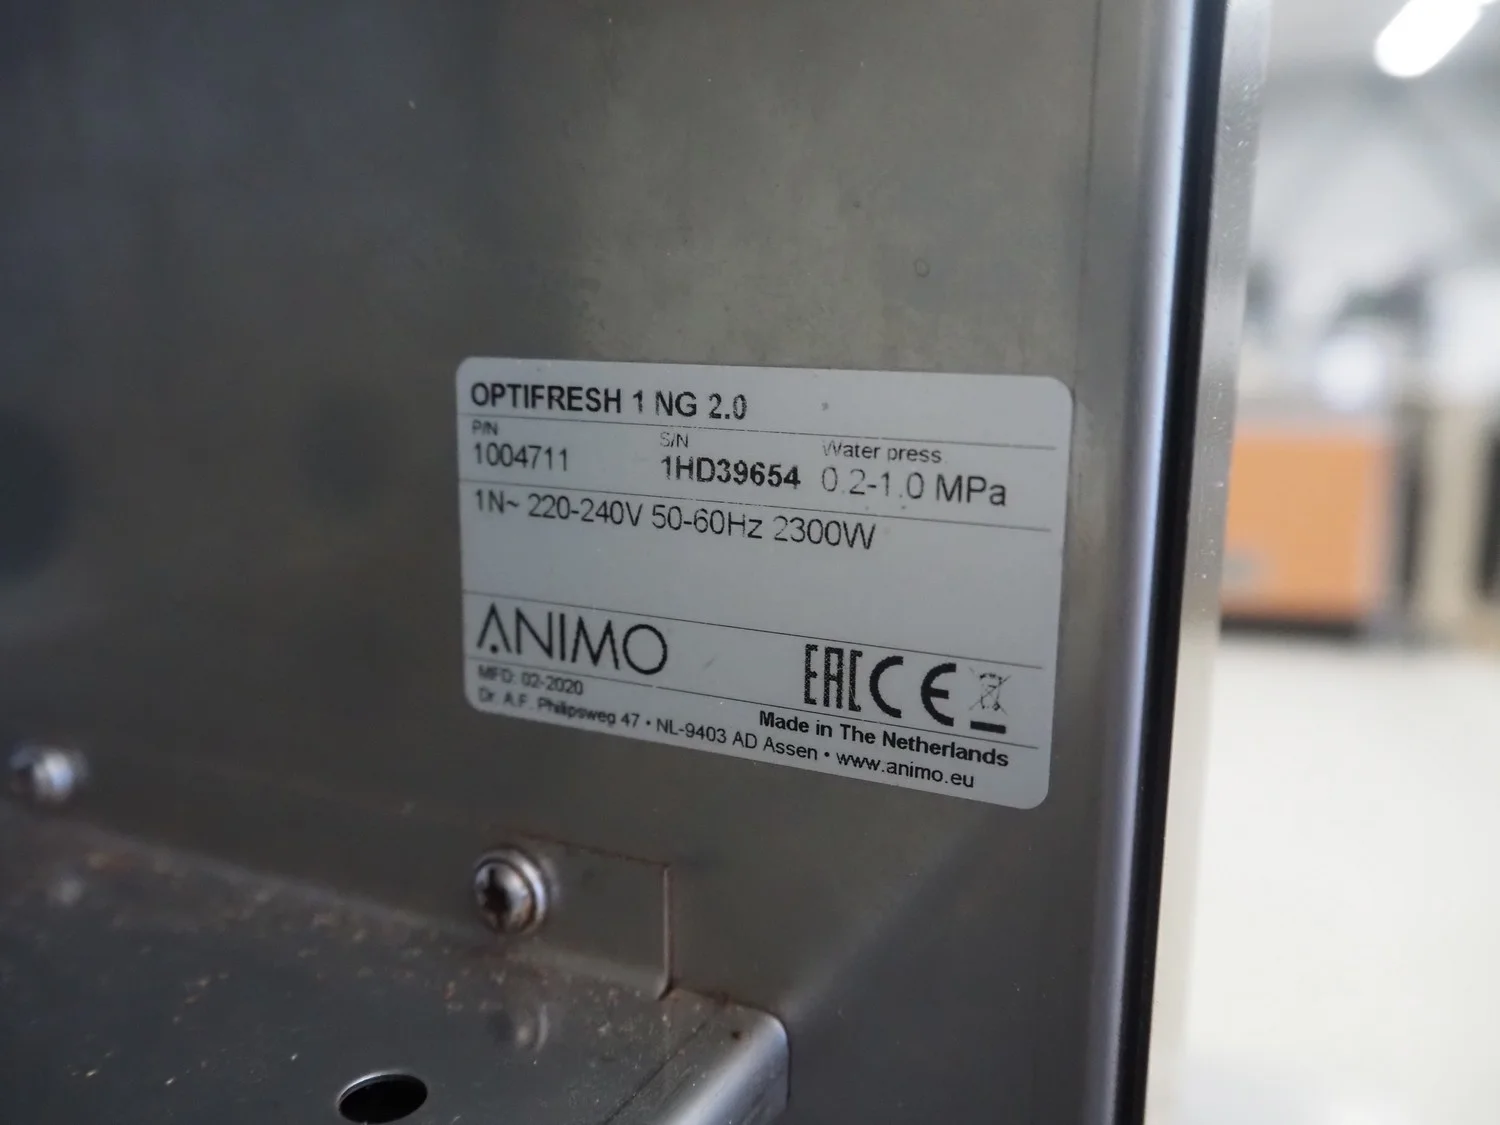 OPTIFRESH 1 NG 2.0
P/N S/N Water press.
1004711 1HD39654 0.2-1.0 MPa
1N~ 220-240V 50-60Hz 2300W
ANIMO EAC CE
MFD: 02-2020 Made in The Netherlands
Dr. A.F. Philipsweg 47 • NL-9403 AD Assen • www.animo.eu